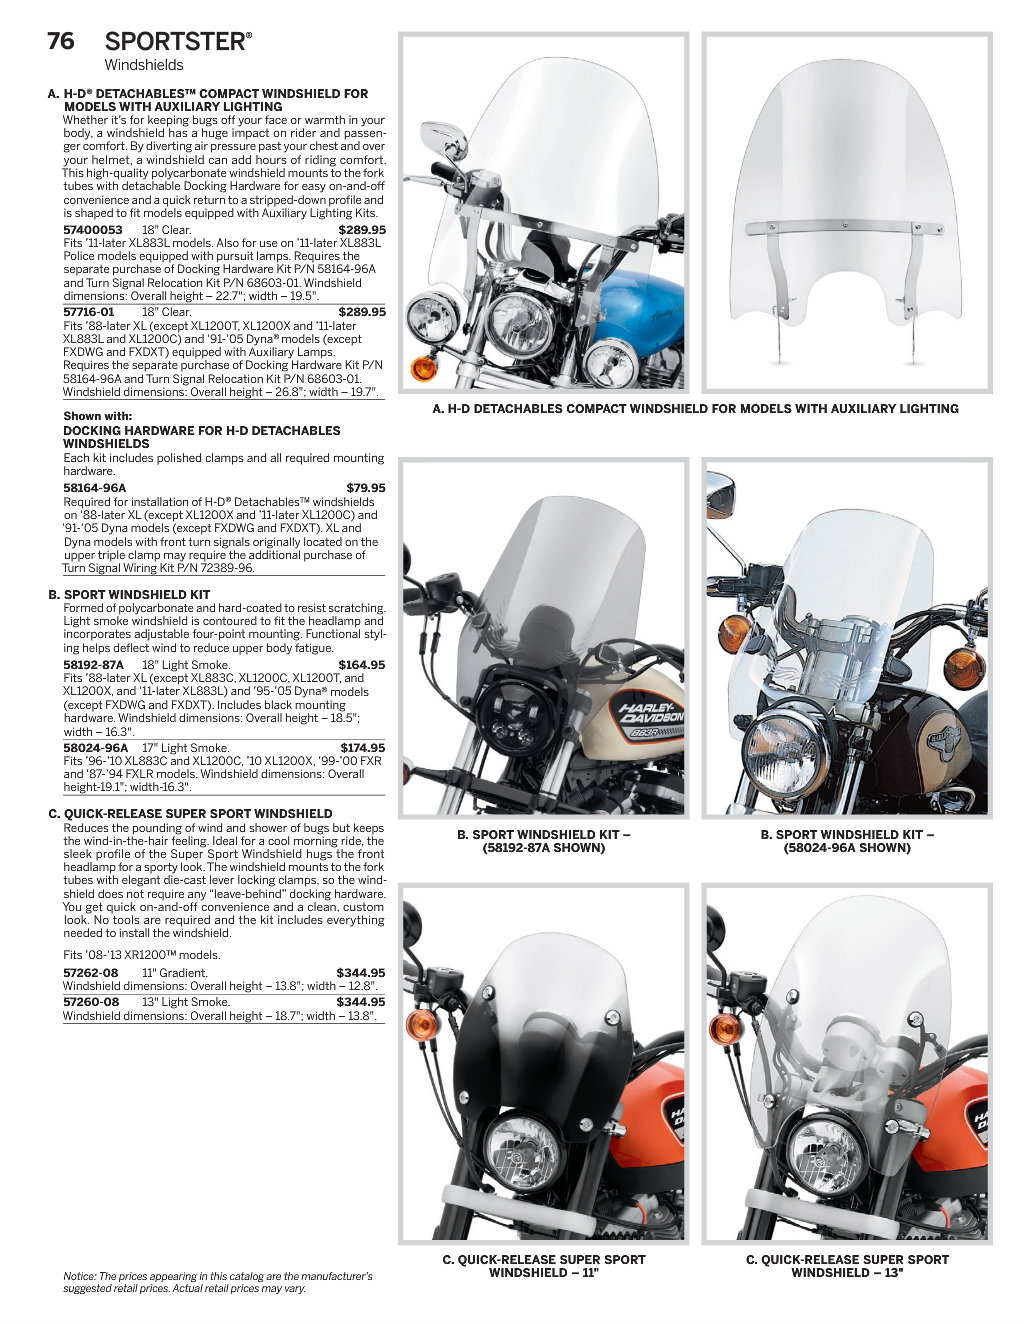 76 SPORTSTER®
Windshields
A. H-D® DETACHABLES™ COMPACT WINDSHIELD FOR
MODELS WITH AUXILIARY LIGHTING
Whether it's for keeping bugs off your face or warmth in your
body, a windshield has a huge impact on rider and passen-
ger comfort. By diverting air pressure past your chest and over
your helmet, a windshield can add hours of riding comfort.
This high-quality polycarbonate windshield mounts to the fork
tubes with detachable Docking Hardware for easy on-and-off
convenience and a quick return to a stripped-down profile and
is shaped to fit models equipped with Auxiliary Lighting Kits.
57400053 18" Clear. $289.95
Fits '11-later XL883L models. Also for use on '11-later XL883L
Police models equipped with pursuit lamps. Requires the
separate purchase of Docking Hardware Kit P/N 58164-96A
and Turn Signal Relocation Kit P/N 68603-01. Windshield
dimensions: Overall height – 22.7"; width – 19.5".
57716-01 18" Clear. $289.95
Fits '88-later XL (except XL1200T, XL1200X and '11-later
XL883L and XL1200C) and '91-'05 Dyna® models (except
FXDWG and FXDXT) equipped with Auxiliary Lamps.
Requires the separate purchase of Docking Hardware Kit P/N
58164-96A and Turn Signal Relocation Kit P/N 68603-01.
Windshield dimensions: Overall height – 26.8"; width – 19.7".
Shown with:
DOCKING HARDWARE FOR H-D DETACHABLES
WINDSHIELDS
Each kit includes polished clamps and all required mounting
hardware.
58164-96A $79.95
Required for installation of H-D® Detachables™ windshields
on '88-later XL (except XL1200X and '11-later XL1200C) and
'91-'05 Dyna models (except FXDWG and FXDXT). XL and
Dyna models with front turn signals originally located on the
upper triple clamp may require the additional purchase of
Turn Signal Wiring Kit P/N 72389-96.
B. SPORT WINDSHIELD KIT
Formed of polycarbonate and hard-coated to resist scratching.
Light smoke windshield is contoured to fit the headlamp and
incorporates adjustable four-point mounting. Functional styl-
ing helps deflect wind to reduce upper body fatigue.
58192-87A 18" Light Smoke. $164.95
Fits '88-later XL (except XL883C, XL1200C, XL1200T, and
XL1200X, and '11-later XL883L) and '95-'05 Dyna® models
(except FXDWG and FXDXT). Includes black mounting
hardware. Windshield dimensions: Overall height – 18.5";
width – 16.3".
58024-96A 17" Light Smoke. $174.95
Fits '96-'10 XL883C and XL1200C, '10 XL1200X, '99-'00 FXR
and '87-'94 FXLR models. Windshield dimensions: Overall
height-19.1"; width-16.3".
C. QUICK-RELEASE SUPER SPORT WINDSHIELD
Reduces the pounding of wind and shower of bugs but keeps
the wind-in-the-hair feeling. Ideal for a cool morning ride, the
sleek profile of the Super Sport Windshield hugs the front
headlamp for a sporty look. The windshield mounts to the fork
tubes with elegant die-cast lever locking clamps, so the wind-
shield does not require any "leave-behind" docking hardware.
You get quick on-and-off convenience and a clean, custom
look. No tools are required and the kit includes everything
needed to install the windshield.
Fits '08-'13 XR1200™ models.
57262-08 11" Gradient. $344.95
Windshield dimensions: Overall height – 13.8"; width – 12.8".
57260-08 13" Light Smoke. $344.95
Windshield dimensions: Overall height – 18.7"; width – 13.8".
Notice: The prices appearing in this catalog are the manufacturer's
suggested retail prices. Actual retail prices may vary.
A. H-D DETACHABLES COMPACT WINDSHIELD FOR MODELS WITH AUXILIARY LIGHTING
HARLEY-
DAVIDSON
883R
B. SPORT WINDSHIELD KIT –
(58192-87A SHOWN)
B. SPORT WINDSHIELD KIT –
(58024-96A SHOWN)
C. QUICK-RELEASE SUPER SPORT
WINDSHIELD – 11"
C. QUICK-RELEASE SUPER SPORT
WINDSHIELD – 13"